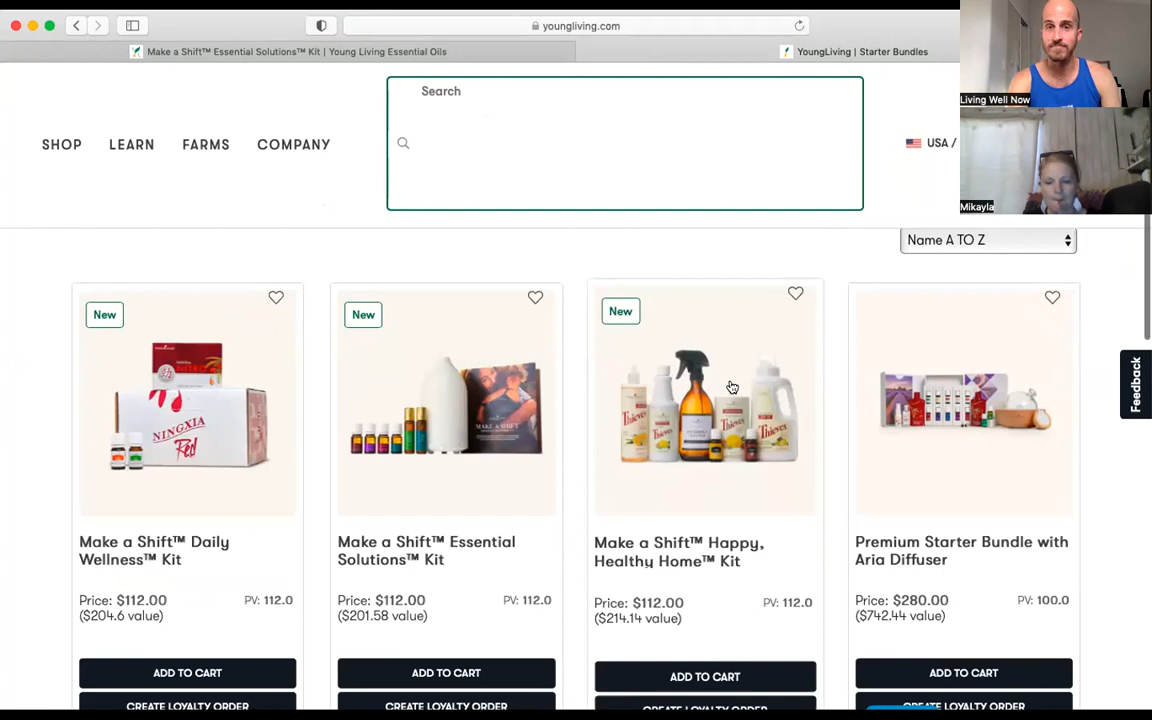 youngliving.com
Make a Shift™ Essential Solutions™ Kit | Young Living Essential Oils
YoungLiving | Starter Bundles
Living Well Now
Mikayla
Search
SHOP
LEARN
FARMS
COMPANY
USA /
Name A TO Z
New
New
New
NINGXIA
Red
MAKE A SHIFT
Thieves
Thieves
Thieves
Thieves
Feedback
Make a Shift™ Daily
Wellness™ Kit
Price: $112.00
PV: 112.0
($204.6 value)
ADD TO CART
CREATE LOYALTY ORDER
Make a Shift™ Essential
Solutions™ Kit
Price: $112.00
PV: 112.0
($201.58 value)
ADD TO CART
CREATE LOYALTY ORDER
Make a Shift™ Happy,
Healthy Home™ Kit
Price: $112.00
PV: 112.0
($214.14 value)
ADD TO CART
CREATE LOYALTY ORDER
Premium Starter Bundle with
Aria Diffuser
Price: $280.00
PV: 100.0
($742.44 value)
ADD TO CART
CREATE LOYALTY ORDER